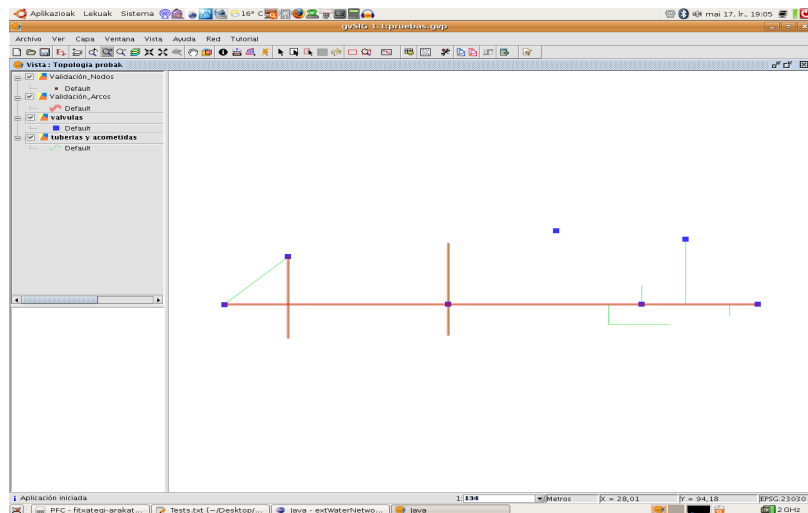 Aplikazioak Lekuak Sistema 16° C mai 17, lr., 19:05
gvSIG 1.1:pruebas.gvp
Archivo Ver Capa Ventana Vista Ayuda Red Tutorial
Vista : Topologia probak
Validación_Nodos
Default
Validación_Arcos
Default
valvulas
Default
tuberias y acometidas
Default
Aplicación iniciada 1: 134 Metros X = 28,01 Y = 94,18 EPSG:23030
PFC - fitxategi-arakat... Tests.txt (~/Desktop/... Java - extWaterNetwo... Java 2 GHz